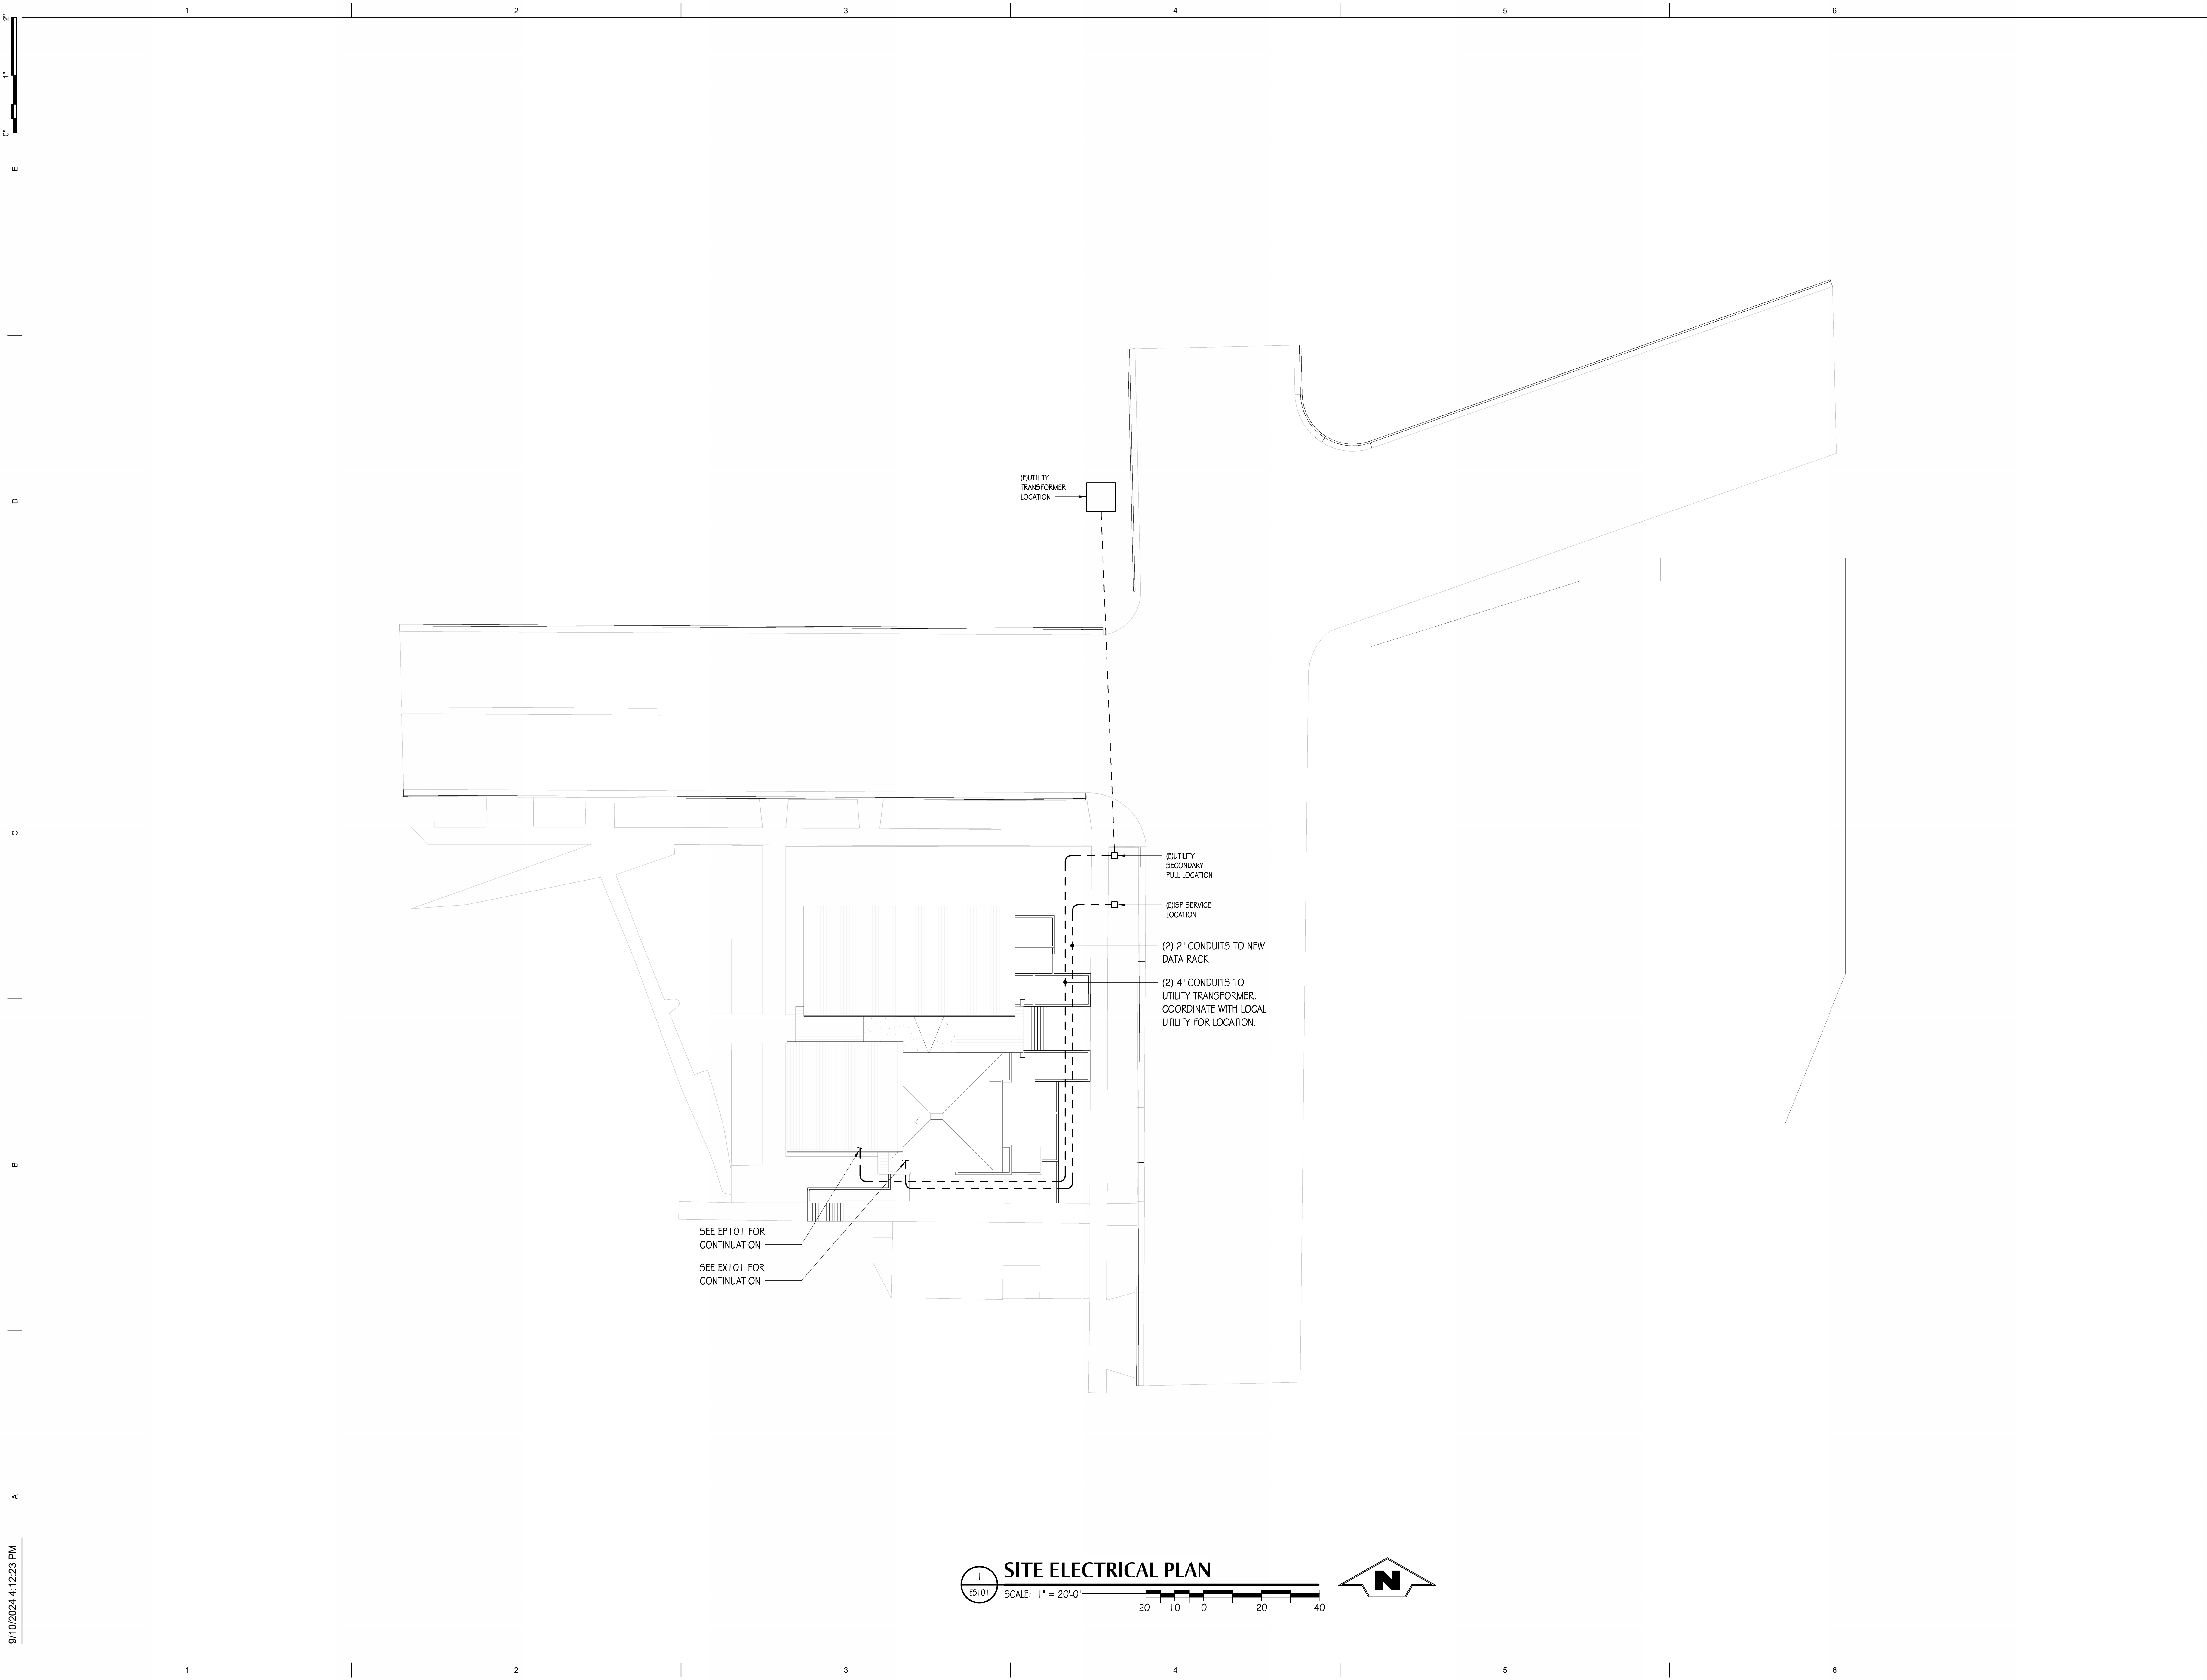 1 2 3 4 5 6
2"
1"
0"
E
D
C
B
A
(E)UTILITY
TRANSFORMER
LOCATION
(E)UTILITY
SECONDARY
PULL LOCATION
(E)ISP SERVICE
LOCATION
(2) 2" CONDUITS TO NEW
DATA RACK
(2) 4" CONDUITS TO
UTILITY TRANSFORMER.
COORDINATE WITH LOCAL
UTILITY FOR LOCATION.
SEE EP101 FOR
CONTINUATION
SEE EX101 FOR
CONTINUATION
1
ES101
SITE ELECTRICAL PLAN
SCALE: 1" = 20'-0"
20 10 0 20 40
N
9/10/2024 4:12:23 PM
1 2 3 4 5 6